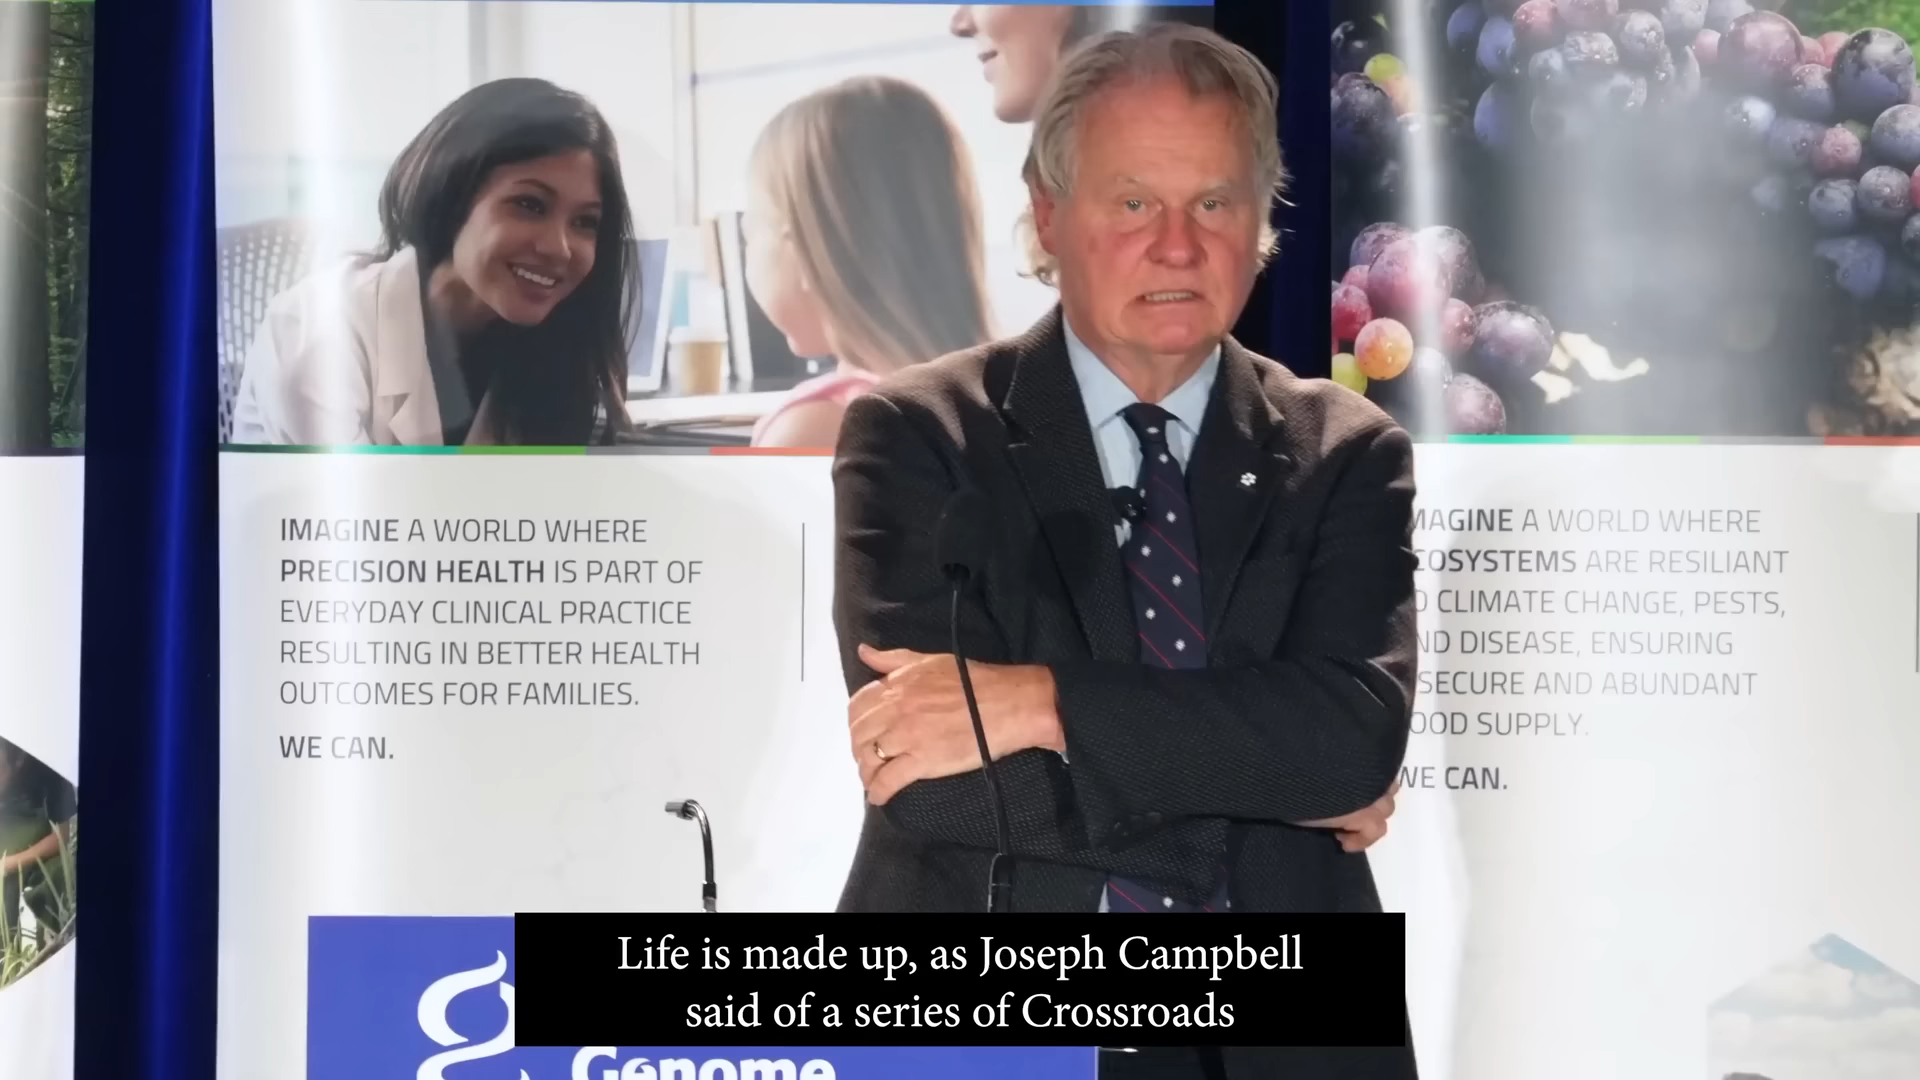 IMAGINE A WORLD WHERE
PRECISION HEALTH IS PART OF
EVERYDAY CLINICAL PRACTICE
RESULTING IN BETTER HEALTH
OUTCOMES FOR FAMILIES.
WE CAN.
MAGINE A WORLD WHERE
COSYSTEMS ARE RESILIANT
O CLIMATE CHANGE, PESTS,
ND DISEASE, ENSURING
SECURE AND ABUNDANT
OOD SUPPLY.
WE CAN.
Genome
Life is made up, as Joseph Campbell
said of a series of Crossroads